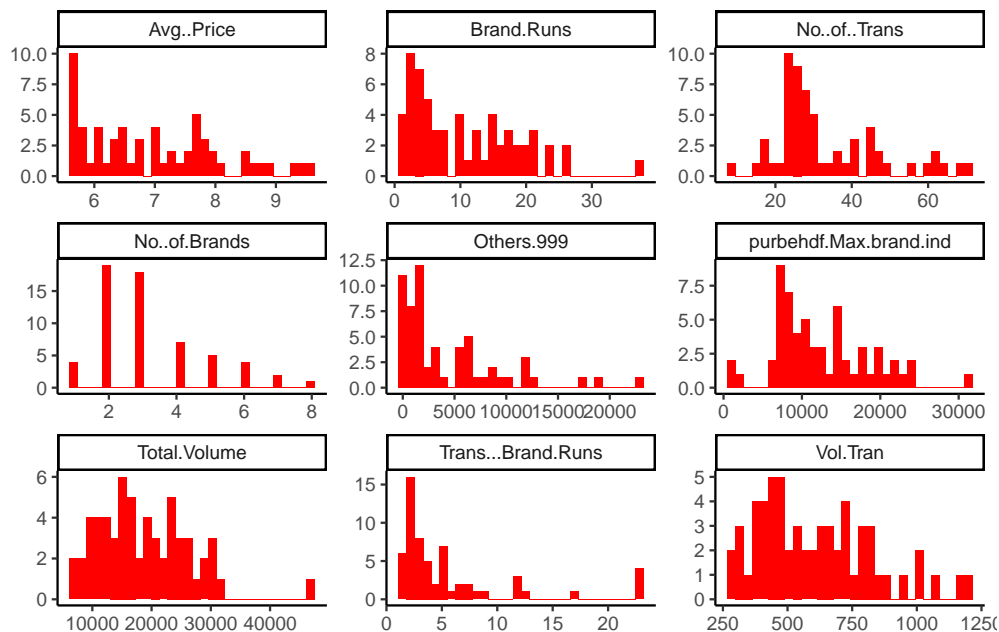 Avg..Price
Brand.Runs
No..of..Trans
10.0
7.5
5.0
2.5
0.0
6 7 8 9
8
6
4
2
0
0 10 20 30
10.0
7.5
5.0
2.5
0.0
20 40 60
No..of.Brands
Others.999
purbehdf.Max.brand.ind
15
10
5
0
2 4 6 8
12.5
10.0
7.5
5.0
2.5
0.0
0 5000 10000 15000 20000
7.5
5.0
2.5
0.0
0 10000 20000 30000
Total.Volume
Trans...Brand.Runs
Vol.Tran
6
4
2
0
10000 20000 30000 40000
15
10
5
0
0 5 10 15 20
5
4
3
2
1
0
250 500 750 1000